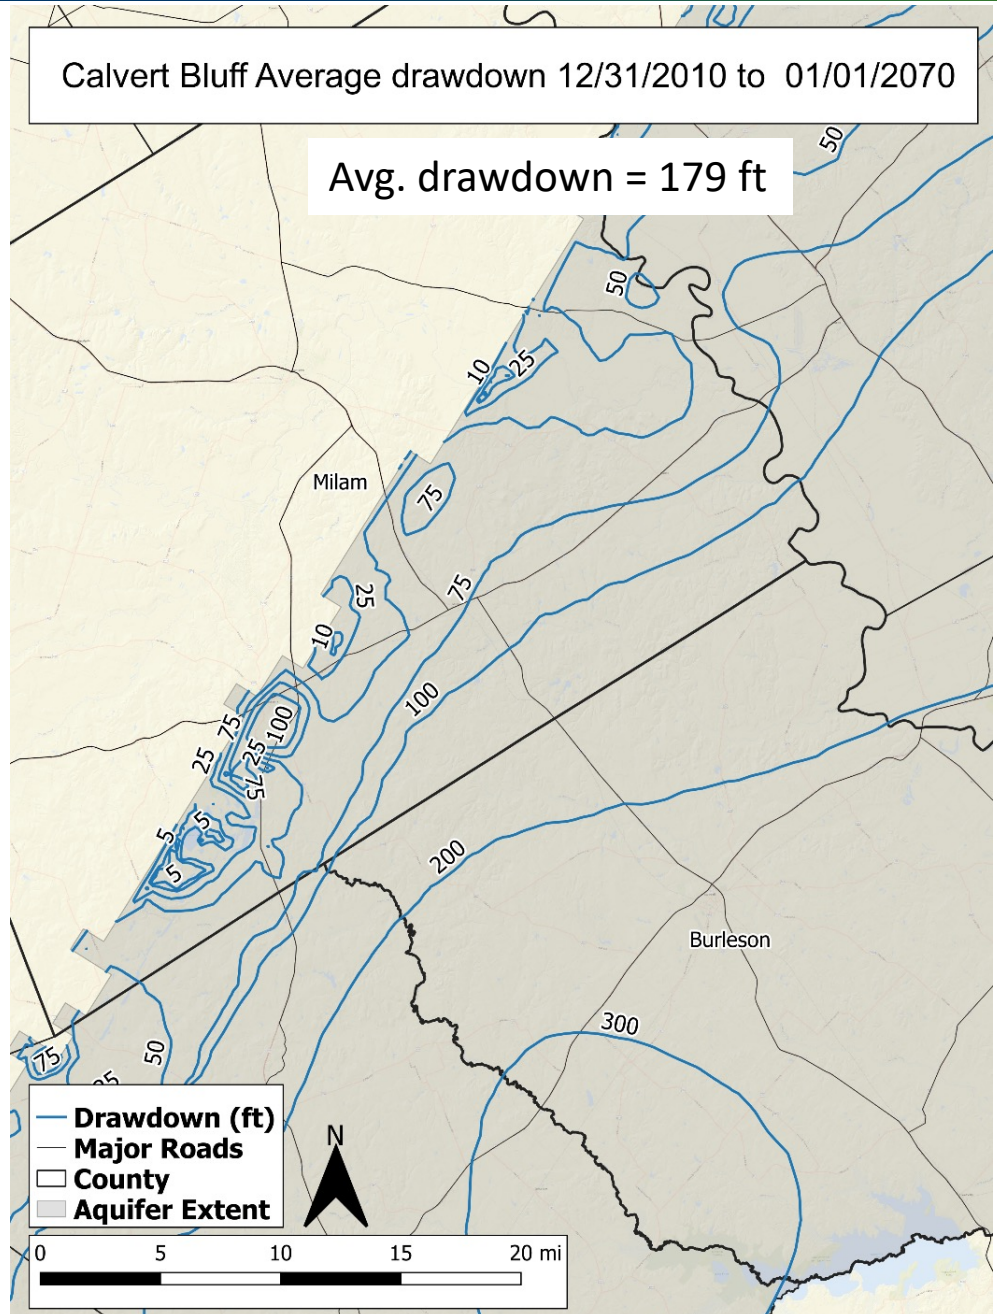 Calvert Bluff Average drawdown 12/31/2010 to 01/01/2070
50
Avg. drawdown = 179 ft
50
10
25
Milam
75
25
75
10
100
75
100
25
25
75
5
5
5
200
Burleson
300
50
75
Drawdown (ft)
Major Roads
County
Aquifer Extent
N
0 5 10 15 20 mi